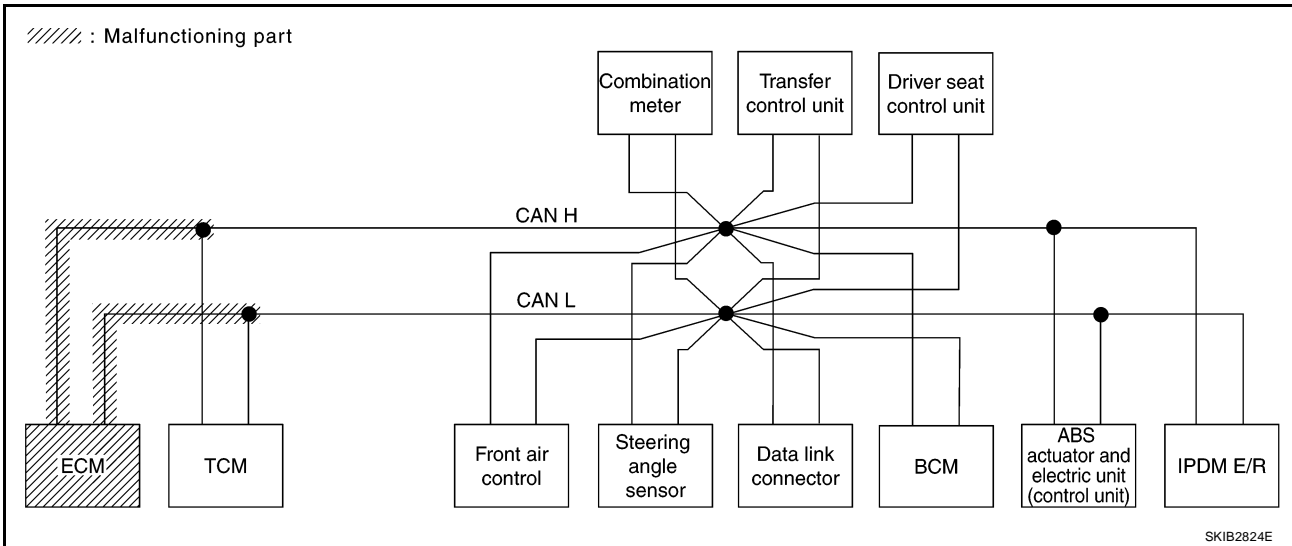 : Malfunctioning part
Combination
meter
Transfer
control unit
Driver seat
control unit
CAN H
CAN L
ECM
TCM
Front air
control
Steering
angle
sensor
Data link
connector
BCM
ABS
actuator and
electric unit
(control unit)
IPDM E/R
SKIB2824E